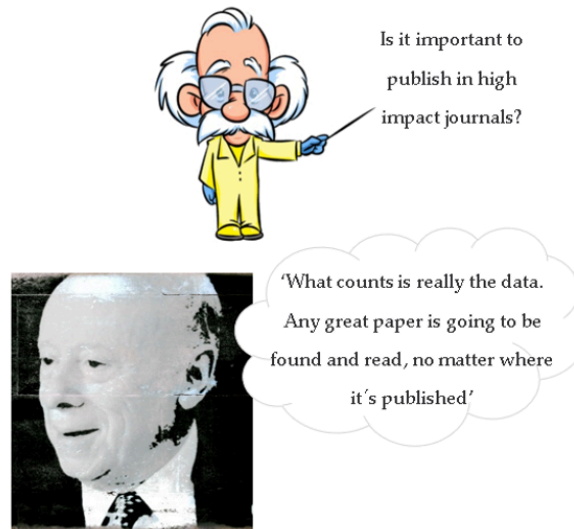 Is it important to
publish in high
impact journals?
‘What counts is really the data.
Any great paper is going to be
found and read, no matter where
it´s published’